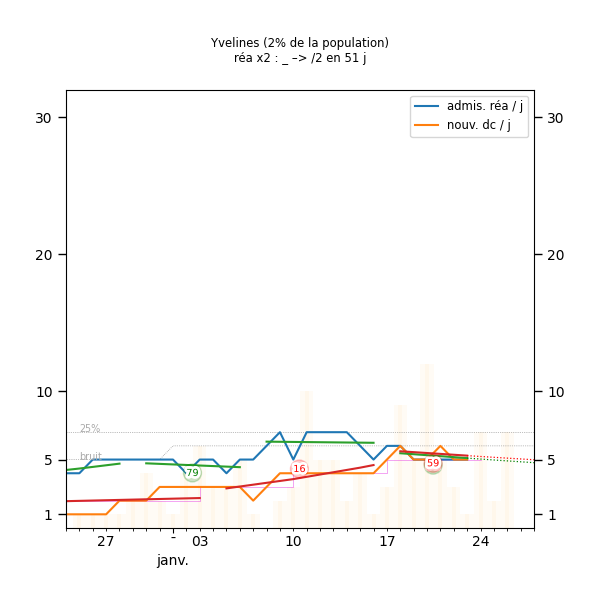 Yvelines (2% de la population)
réa x2 : _ –> /2 en 51 j
admis. réa / j
nouv. dc / j
30 30
20 20
10 10
25%
bruit
5 5
79
16
59
1 1
27 - 03 10 17 24
janv.